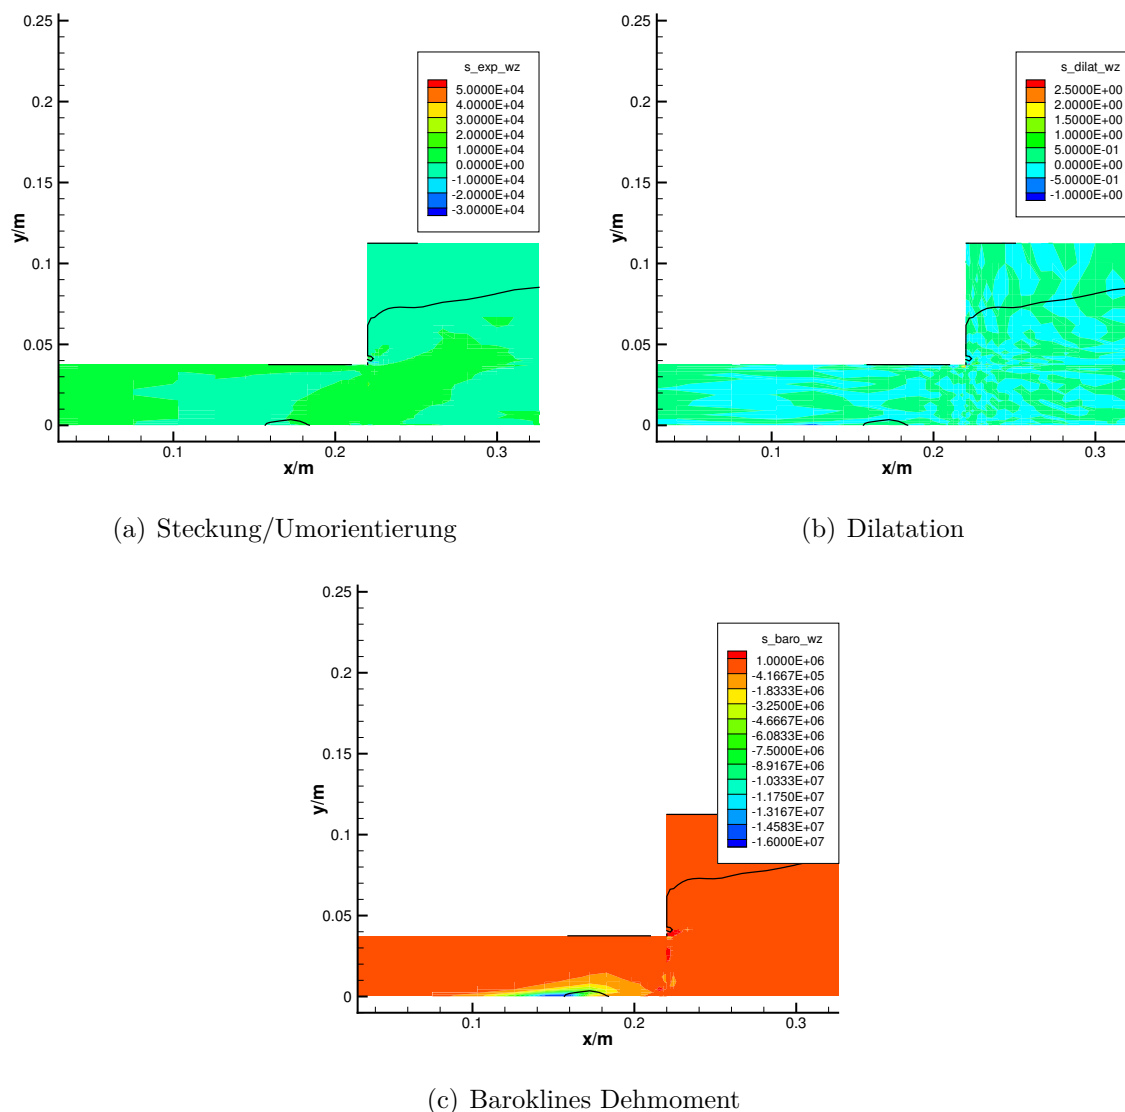 0.25
0.2
0.15
0.1
0.05
0
y/m
0.1 0.2 0.3
x/m
s_exp_wz
5.0000E+04
4.0000E+04
3.0000E+04
2.0000E+04
1.0000E+04
0.0000E+00
-1.0000E+04
-2.0000E+04
-3.0000E+04
(a) Steckung/Umorientierung
0.25
0.2
0.15
0.1
0.05
0
y/m
0.1 0.2 0.3
x/m
s_dilat_wz
2.5000E+00
2.0000E+00
1.5000E+00
1.0000E+00
5.0000E-01
0.0000E+00
-5.0000E-01
-1.0000E+00
(b) Dilatation
0.25
0.2
0.15
0.1
0.05
0
y/m
0.1 0.2 0.3
x/m
s_baro_wz
1.0000E+06
-4.1667E+05
-1.8333E+06
-3.2500E+06
-4.6667E+06
-6.0833E+06
-7.5000E+06
-8.9167E+06
-1.0333E+07
-1.1750E+07
-1.3167E+07
-1.4583E+07
-1.6000E+07
(c) Baroklines Dehmoment